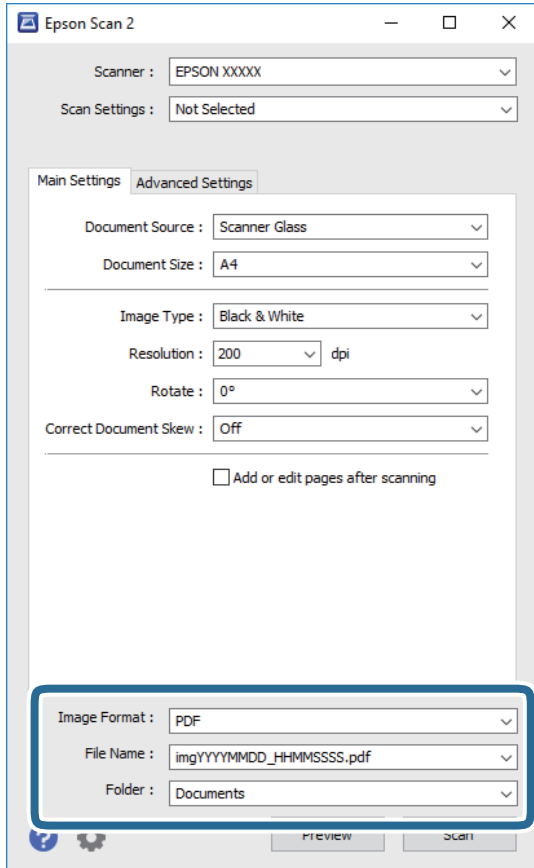 Epson Scan 2
Scanner : EPSON XXXXX
Scan Settings : Not Selected
Main Settings Advanced Settings
Document Source : Scanner Glass
Document Size : A4
Image Type : Black & White
Resolution : 200 dpi
Rotate : 0°
Correct Document Skew : Off
Add or edit pages after scanning
Image Format : PDF
File Name : imgYYYYMMDD_HHMMSSSS.pdf
Folder : Documents
? Preview Scan